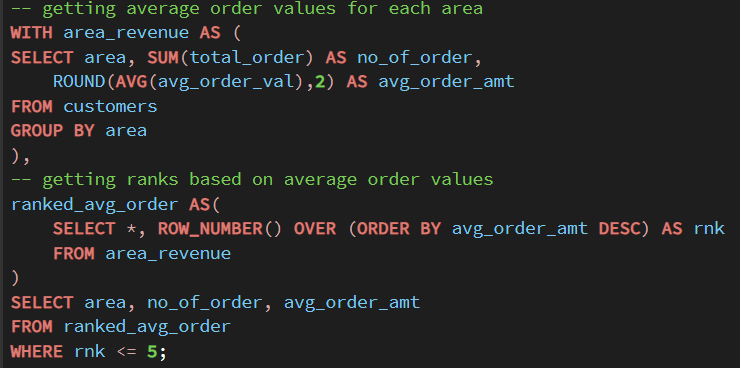 -- getting average order values for each area
WITH area_revenue AS (
SELECT area, SUM(total_order) AS no_of_order,
    ROUND(AVG(avg_order_val),2) AS avg_order_amt
FROM customers
GROUP BY area
),
-- getting ranks based on average order values
ranked_avg_order AS(
    SELECT *, ROW_NUMBER() OVER (ORDER BY avg_order_amt DESC) AS rnk
    FROM area_revenue
)
SELECT area, no_of_order, avg_order_amt
FROM ranked_avg_order
WHERE rnk <= 5;